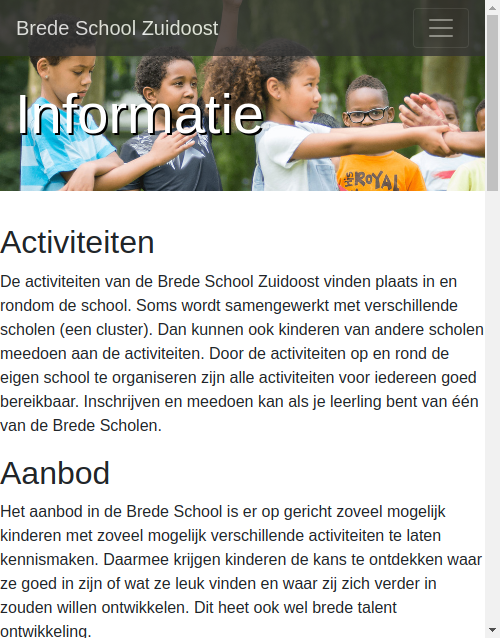 Brede School Zuidoost
Informatie
HIS
ROYAL
Activiteiten
De activiteiten van de Brede School Zuidoost vinden plaats in en
rondom de school. Soms wordt samengewerkt met verschillende
scholen (een cluster). Dan kunnen ook kinderen van andere scholen
meedoen aan de activiteiten. Door de activiteiten op en rond de
eigen school te organiseren zijn alle activiteiten voor iedereen goed
bereikbaar. Inschrijven en meedoen kan als je leerling bent van één
van de Brede Scholen.
Aanbod
Het aanbod in de Brede School is er op gericht zoveel mogelijk
kinderen met zoveel mogelijk verschillende activiteiten te laten
kennismaken. Daarmee krijgen kinderen de kans te ontdekken waar
ze goed in zijn of wat ze leuk vinden en waar zij zich verder in
zouden willen ontwikkelen. Dit heet ook wel brede talent
ontwikkeling.